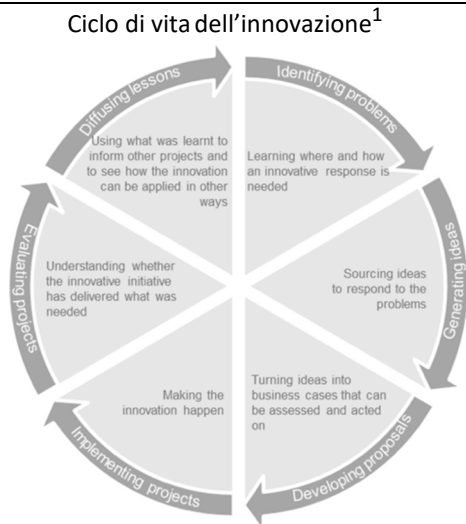 Ciclo di vita dell’innovazione1
Identifying problems
Learning where and how
an innovative response is
needed
Generating ideas
Sourcing ideas
to respond to the
problems
Developing proposals
Turning ideas into
business cases that can
be assessed and acted
on
Implementing projects
Making the
innovation happen
Evaluating projects
Understanding whether
the innovative initiative
has delivered what was
needed
Diffusing lessons
Using what was learnt to
inform other projects and
to see how the innovation
can be applied in other
ways